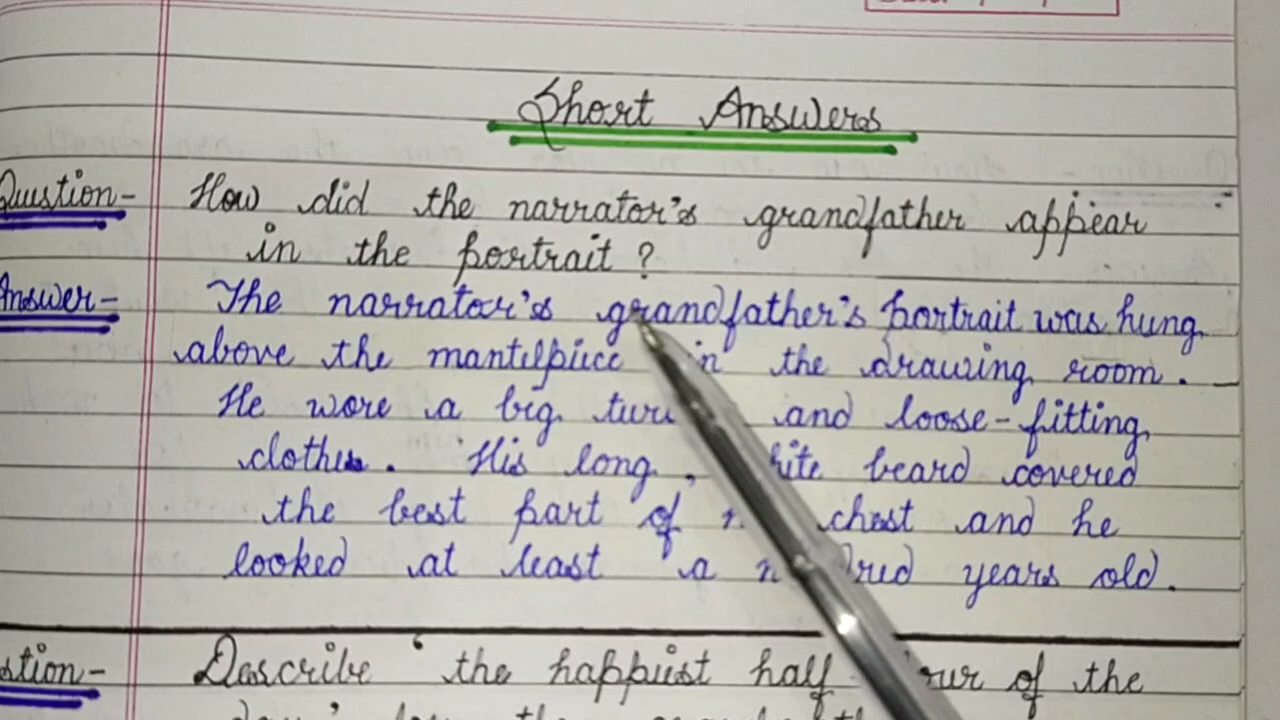 Short Answers
Question- How did the narrator's grandfather appear
in the portrait ?
Answer- The narrator's grandfather's portrait was hung
above the mantelpiece in the drawing room.
He wore a big and loose-fitting
clothes. His long, beard covered
the best part of chest and he
looked at least a years old.
Describe 'the happiest half of the